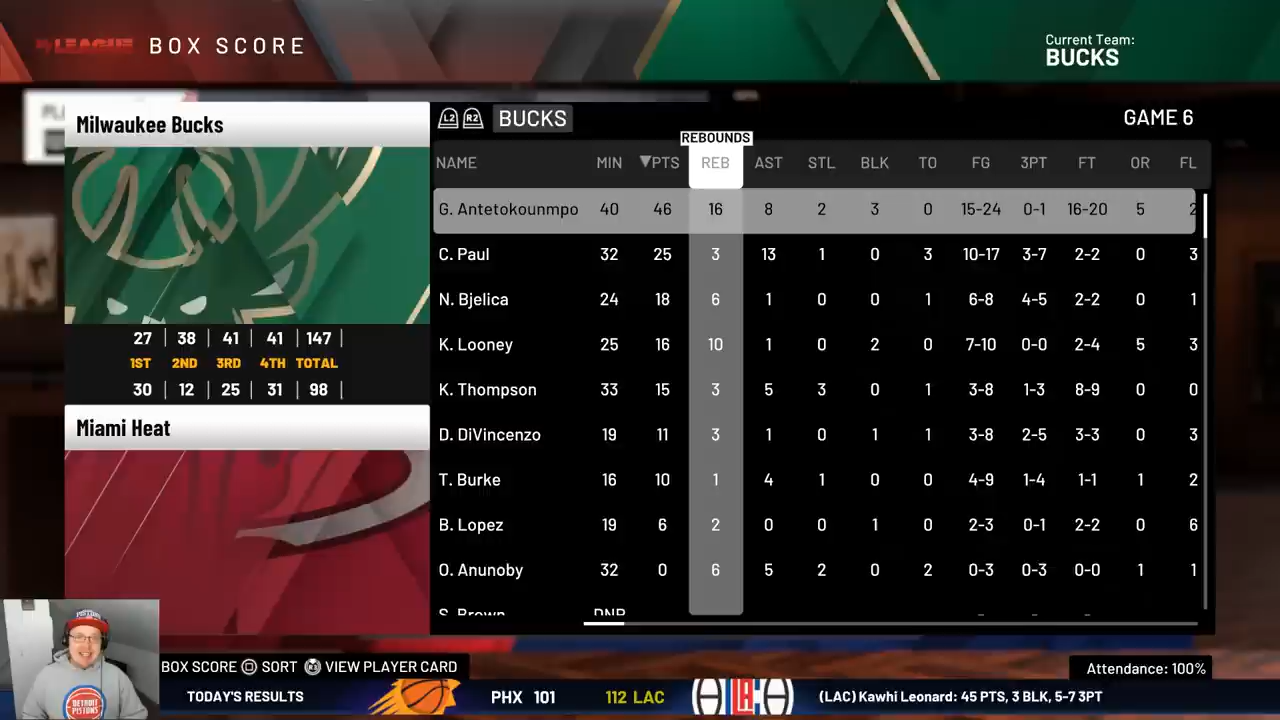 LEAGUE BOX SCORE
Current Team:
BUCKS
Milwaukee Bucks
27 | 38 | 41 | 41 | 147 |
1ST 2ND 3RD 4TH TOTAL
30 | 12 | 25 | 31 | 98 |
Miami Heat
L2 R2 BUCKS GAME 6
REBOUNDS
NAME MIN ▼PTS REB AST STL BLK TO FG 3PT FT OR FL
G. Antetokounmpo 40 46 16 8 2 3 0 15-24 0-1 16-20 5 2
C. Paul 32 25 3 13 1 0 3 10-17 3-7 2-2 0 3
N. Bjelica 24 18 6 1 0 0 1 6-8 4-5 2-2 0 1
K. Looney 25 16 10 1 0 2 0 7-10 0-0 2-4 5 3
K. Thompson 33 15 3 5 3 0 1 3-8 1-3 8-9 0 0
D. DiVincenzo 19 11 3 1 0 1 1 3-8 2-5 3-3 0 3
T. Burke 16 10 1 4 1 0 0 4-9 1-4 1-1 1 2
B. Lopez 19 6 2 0 0 1 0 2-3 0-1 2-2 0 6
O. Anunoby 32 0 6 5 2 0 2 0-3 0-3 0-0 1 1
S. Brown DNP - - - -
BOX SCORE SORT R3 VIEW PLAYER CARD
Attendance: 100%
TODAY'S RESULTS PHX 101 112 LAC LA (LAC) Kawhi Leonard: 45 PTS, 3 BLK, 5-7 3PT
PISTONS
DETROIT
PISTONS